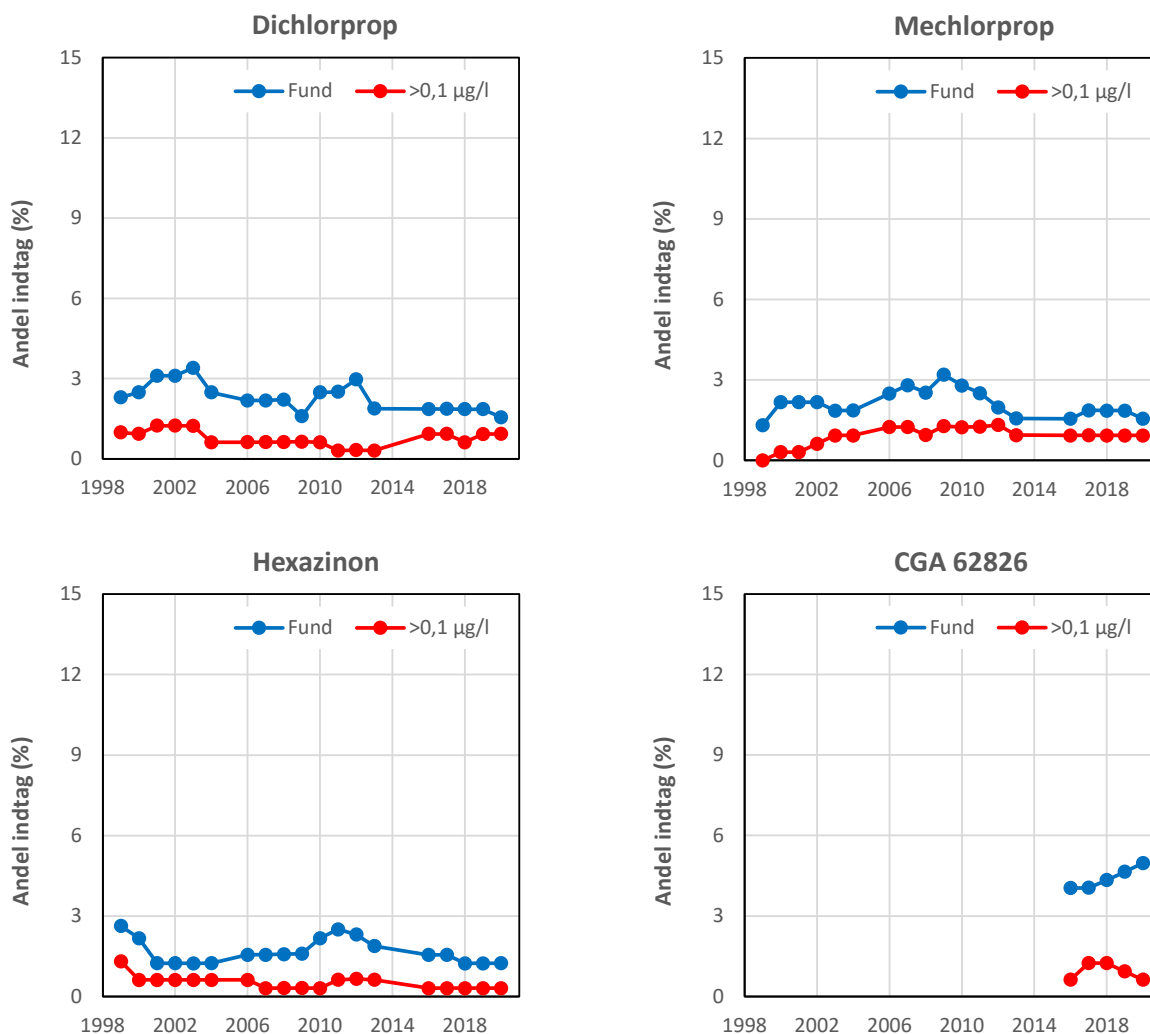 Dichlorprop
Fund
>0,1 µg/l
Andel indtag (%)
15
12
9
6
3
0
1998 2002 2006 2010 2014 2018
Mechlorprop
Fund
>0,1 µg/l
Andel indtag (%)
15
12
9
6
3
0
1998 2002 2006 2010 2014 2018
Hexazinon
Fund
>0,1 µg/l
Andel indtag (%)
15
12
9
6
3
0
1998 2002 2006 2010 2014 2018
CGA 62826
Fund
>0,1 µg/l
Andel indtag (%)
15
12
9
6
3
0
1998 2002 2006 2010 2014 2018